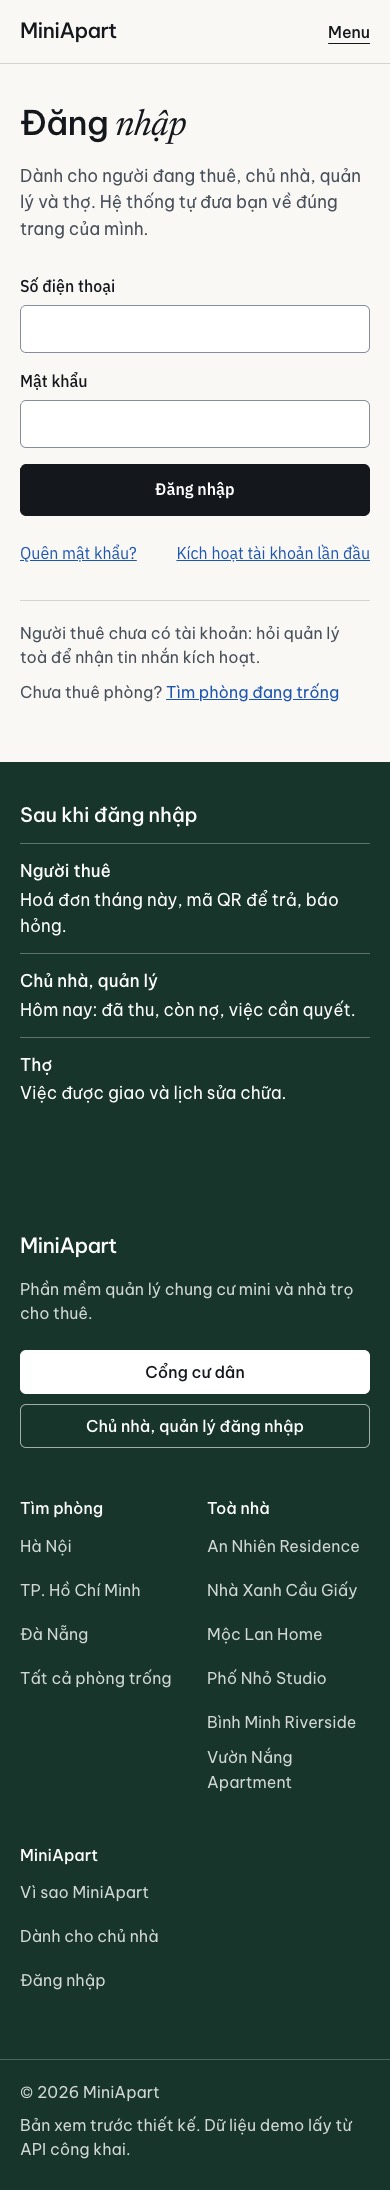 MiniApart
Menu
Đăng nhập
Dành cho người đang thuê, chủ nhà, quản
lý và thợ. Hệ thống tự đưa bạn về đúng
trang của mình.
Số điện thoại
Mật khẩu
Đăng nhập
Quên mật khẩu?
Kích hoạt tài khoản lần đầu
Người thuê chưa có tài khoản: hỏi quản lý
toà để nhận tin nhắn kích hoạt.
Chưa thuê phòng? Tìm phòng đang trống
Sau khi đăng nhập
Người thuê
Hoá đơn tháng này, mã QR để trả, báo
hỏng.
Chủ nhà, quản lý
Hôm nay: đã thu, còn nợ, việc cần quyết.
Thợ
Việc được giao và lịch sửa chữa.
MiniApart
Phần mềm quản lý chung cư mini và nhà trọ
cho thuê.
Cổng cư dân
Chủ nhà, quản lý đăng nhập
Tìm phòng
Hà Nội
TP. Hồ Chí Minh
Đà Nẵng
Tất cả phòng trống
Toà nhà
An Nhiên Residence
Nhà Xanh Cầu Giấy
Mộc Lan Home
Phố Nhỏ Studio
Bình Minh Riverside
Vườn Nắng
Apartment
MiniApart
Vì sao MiniApart
Dành cho chủ nhà
Đăng nhập
© 2026 MiniApart
Bản xem trước thiết kế. Dữ liệu demo lấy từ
API công khai.